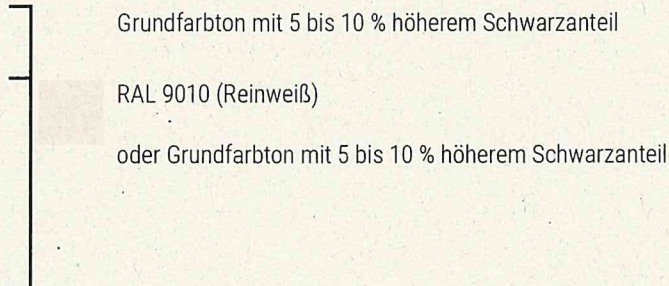 Grundfarbton mit 5 bis 10 % höherem Schwarzanteil
RAL 9010 (Reinweiß)
oder Grundfarbton mit 5 bis 10 % höherem Schwarzanteil